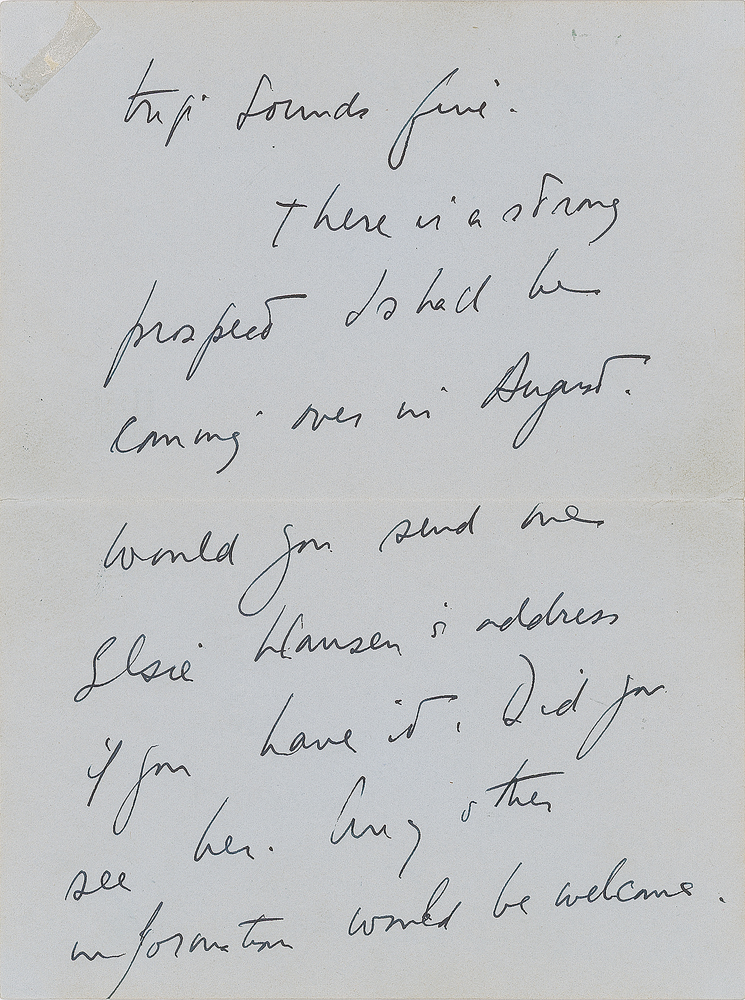 trip sounds fine.
There is a strong
prospect I shall be
coming over in August.
Would you send me
Elsie Hansen's address
if you have it. Did you
see her. Any other
information would be welcome.